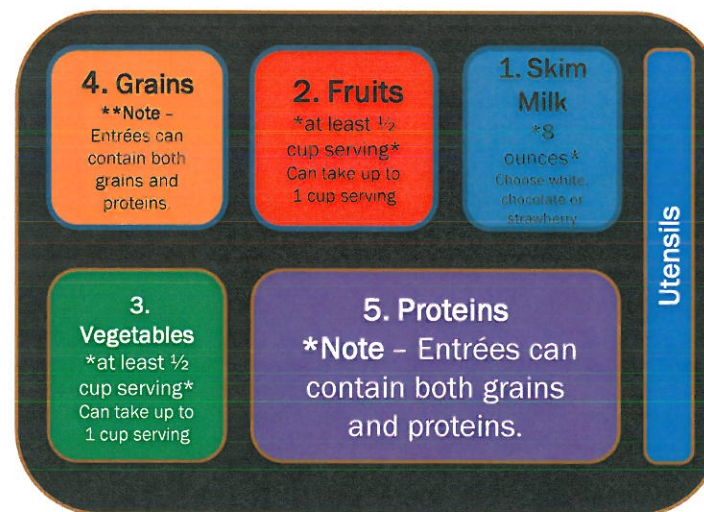 4. Grains
**Note –
Entrées can
contain both
grains and
proteins.
2. Fruits
*at least ½
cup serving*
Can take up to
1 cup serving
1. Skim
Milk
*8
ounces*
Choose white,
chocolate or
strawberry
Utensils
3.
Vegetables
*at least ½
cup serving*
Can take up to
1 cup serving
5. Proteins
*Note – Entrées can
contain both grains
and proteins.